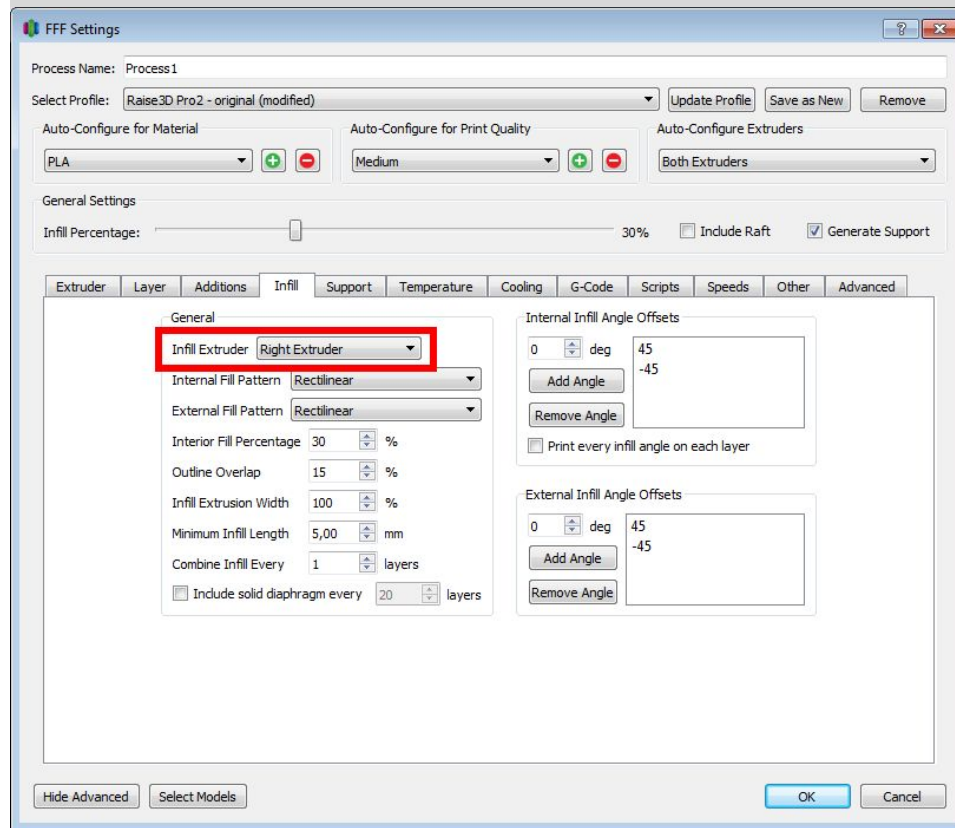 FFF Settings
Process Name: Process1
Select Profile: Raise3D Pro2 - original (modified) Update Profile Save as New Remove
Auto-Configure for Material Auto-Configure for Print Quality Auto-Configure Extruders
PLA Medium Both Extruders
General Settings
Infill Percentage: 30% Include Raft Generate Support
Extruder Layer Additions Infill Support Temperature Cooling G-Code Scripts Speeds Other Advanced
General
Infill Extruder Right Extruder
Internal Fill Pattern Rectilinear
External Fill Pattern Rectilinear
Interior Fill Percentage 30 %
Outline Overlap 15 %
Infill Extrusion Width 100 %
Minimum Infill Length 5,00 mm
Combine Infill Every 1 layers
Include solid diaphragm every 20 layers
Internal Infill Angle Offsets
0 deg 45
-45
Add Angle
Remove Angle
Print every infill angle on each layer
External Infill Angle Offsets
0 deg 45
-45
Add Angle
Remove Angle
Hide Advanced Select Models OK Cancel